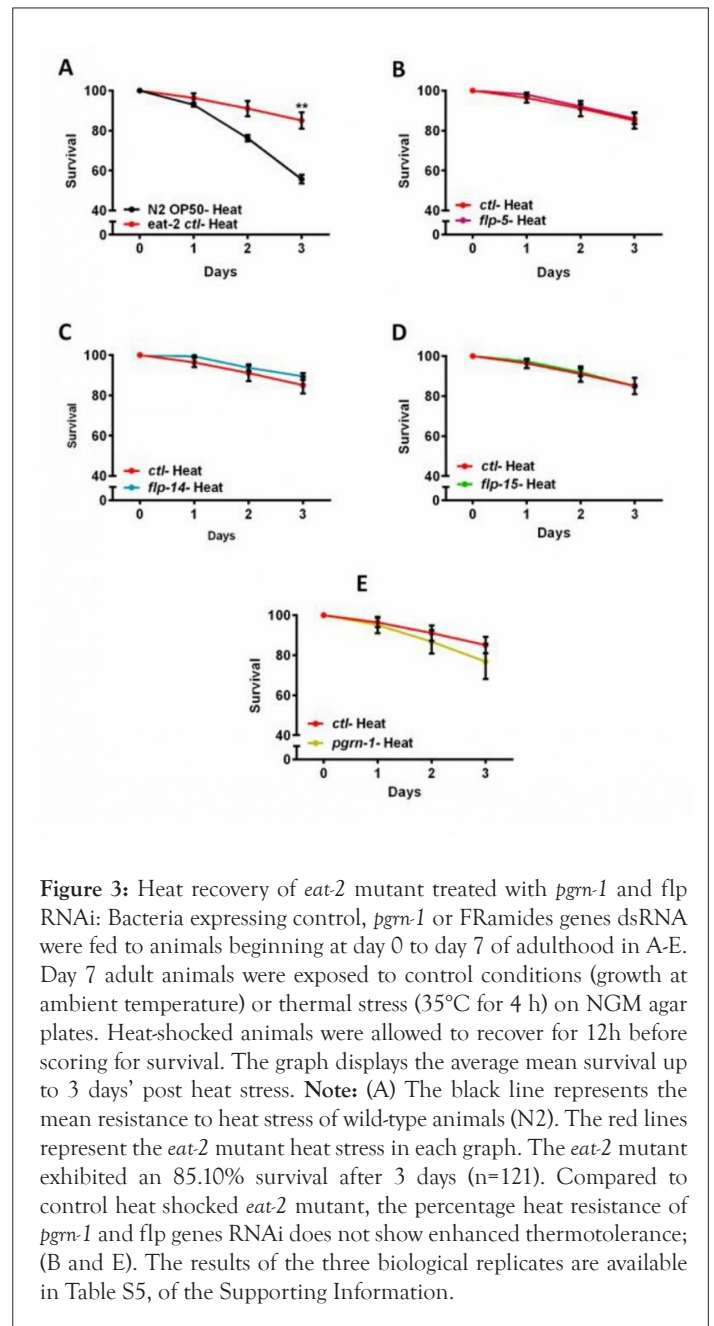 A
100
80
60
40
0
Survival
**
N2 OP50- Heat
eat-2 ctl- Heat
0 1 2 3
Days
B
100
80
60
40
0
Survival
ctl- Heat
flp-5- Heat
0 1 2 3
Days
C
100
80
60
40
0
Survival
ctl- Heat
flp-14- Heat
0 1 2 3
Days
D
100
80
60
40
0
Survival
ctl- Heat
flp-15- Heat
0 1 2 3
Days
E
100
80
60
40
0
Survival
ctl- Heat
pgrn-1- Heat
0 1 2 3
Days
Figure 3: Heat recovery of eat-2 mutant treated with pgrn-1 and flp
RNAi: Bacteria expressing control, pgrn-1 or FRamides genes dsRNA
were fed to animals beginning at day 0 to day 7 of adulthood in A-E.
Day 7 adult animals were exposed to control conditions (growth at
ambient temperature) or thermal stress (35°C for 4 h) on NGM agar
plates. Heat-shocked animals were allowed to recover for 12h before
scoring for survival. The graph displays the average mean survival up
to 3 days' post heat stress. Note: (A) The black line represents the
mean resistance to heat stress of wild-type animals (N2). The red lines
represent the eat-2 mutant heat stress in each graph. The eat-2 mutant
exhibited an 85.10% survival after 3 days (n=121). Compared to
control heat shocked eat-2 mutant, the percentage heat resistance of
pgrn-1 and flp genes RNAi does not show enhanced thermotolerance;
(B and E). The results of the three biological replicates are available
in Table S5, of the Supporting Information.